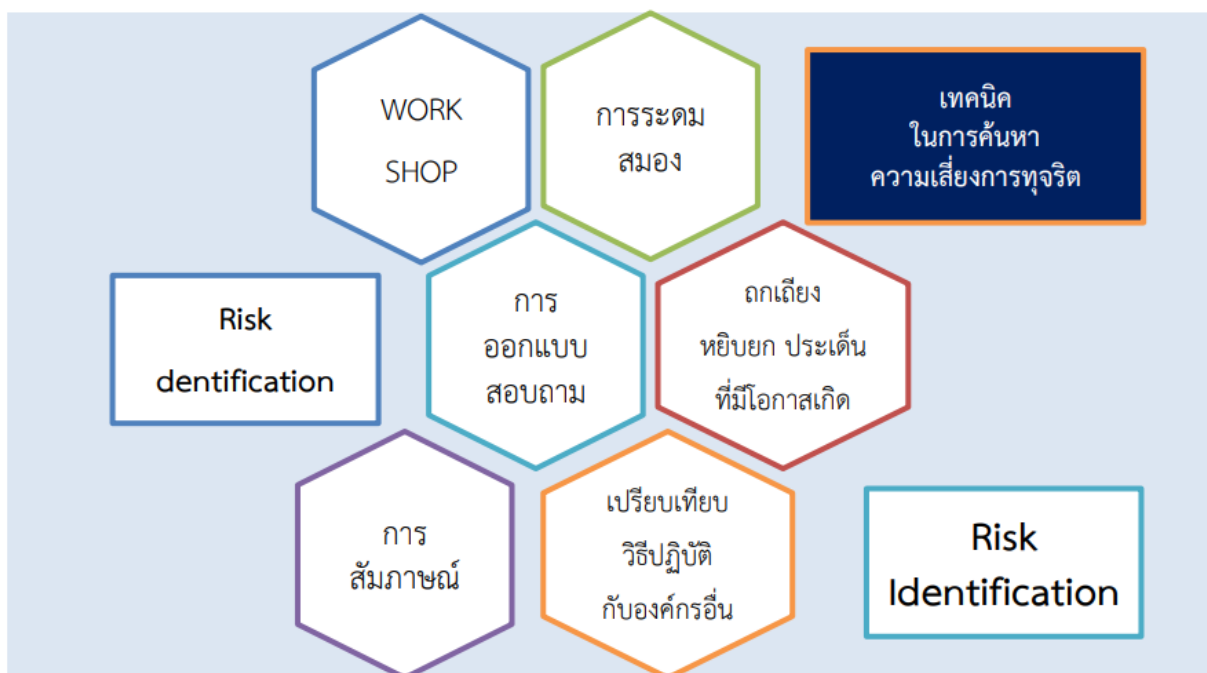 WORK
SHOP
การระดม
สมอง
เทคนิค
ในการค้นหา
ความเสี่ยงการทุจริต
Risk
dentification
การ
ออกแบบ
สอบถาม
ถกเถียง
หยิบยก ประเด็น
ที่มีโอกาสเกิด
การ
สัมภาษณ์
เปรียบเทียบ
วิธีปฏิบัติ
กับองค์กรอื่น
Risk
Identification